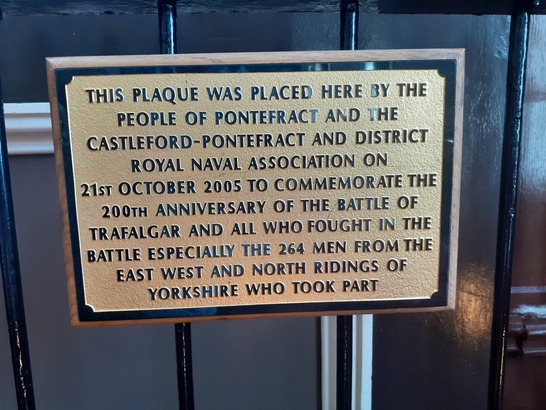 THIS PLAQUE WAS PLACED HERE BY THE
PEOPLE OF PONTEFRACT AND THE
CASTLEFORD-PONTEFRACT AND DISTRICT
ROYAL NAVAL ASSOCIATION ON
21ST OCTOBER 2005 TO COMMEMORATE THE
200TH ANNIVERSARY OF THE BATTLE OF
TRAFALGAR AND ALL WHO FOUGHT IN THE
BATTLE ESPECIALLY THE 264 MEN FROM THE
EAST WEST AND NORTH RIDINGS OF
YORKSHIRE WHO TOOK PART